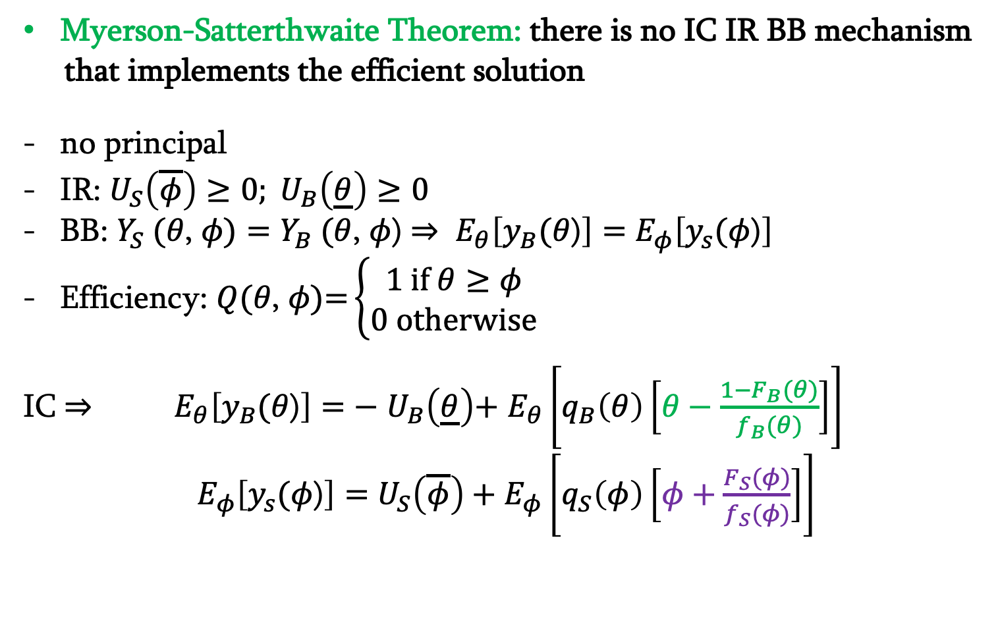 • Myerson-Satterthwaite Theorem: there is no IC IR BB mechanism
that implements the efficient solution
- no principal
- IR: $U_S(\overline{\phi}) \geq 0;\ U_B(\underline{\theta}) \geq 0$
- BB: $Y_S(\theta, \phi) = Y_B(\theta, \phi) \Rightarrow E_\theta[y_B(\theta)] = E_\phi[y_s(\phi)]$
- Efficiency: $Q(\theta, \phi) = \begin{cases} 1 \text{ if } \theta \geq \phi \\ 0 \text{ otherwise} \end{cases}$
IC ⇒ $E_\theta[y_B(\theta)] = -U_B(\underline{\theta}) + E_\theta\left[q_B(\theta)\left[\theta - \frac{1-F_B(\theta)}{f_B(\theta)}\right]\right]$
$E_\phi[y_s(\phi)] = U_S(\overline{\phi}) + E_\phi\left[q_S(\phi)\left[\phi + \frac{F_S(\phi)}{f_S(\phi)}\right]\right]$